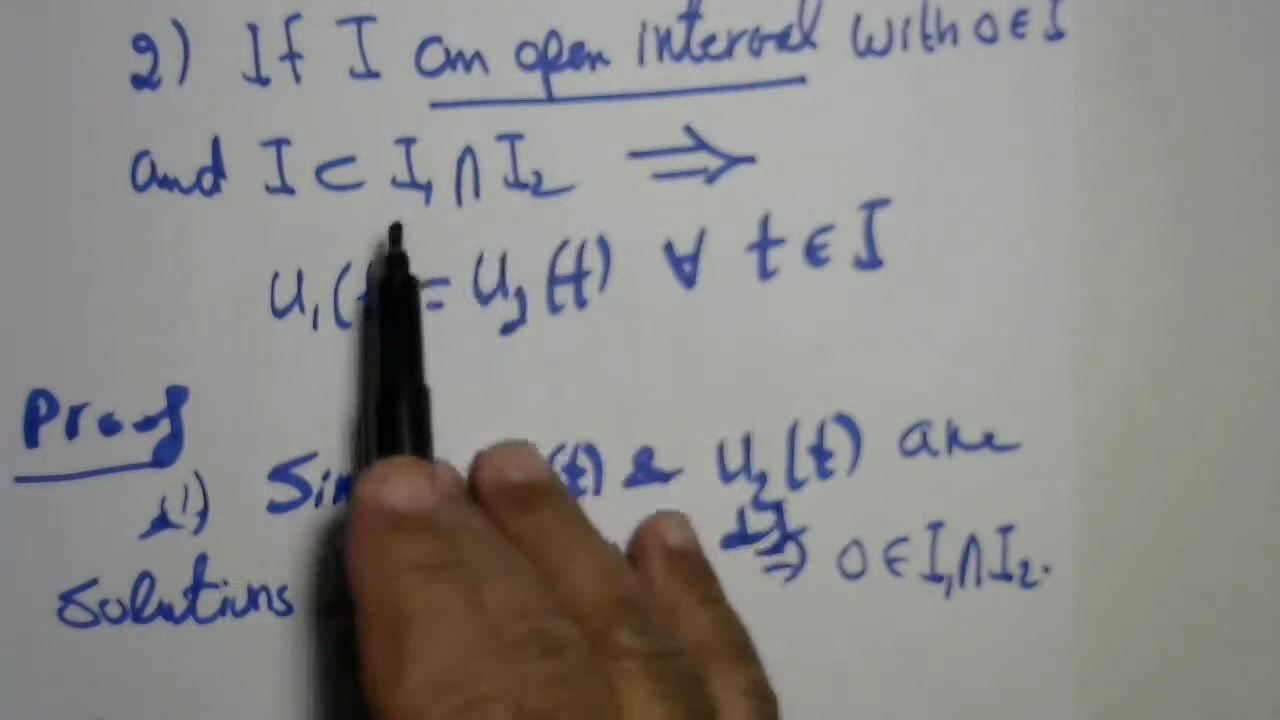 2) If I an open interval with 0 ∈ I
and I ⊂ I₁ ∩ I₂ ⇒
u₁( = u₂(t) ∀ t ∈ I
Proof
1) (t) & u₂(t) are
solutions ⇒ 0 ∈ I₁ ∩ I₂.